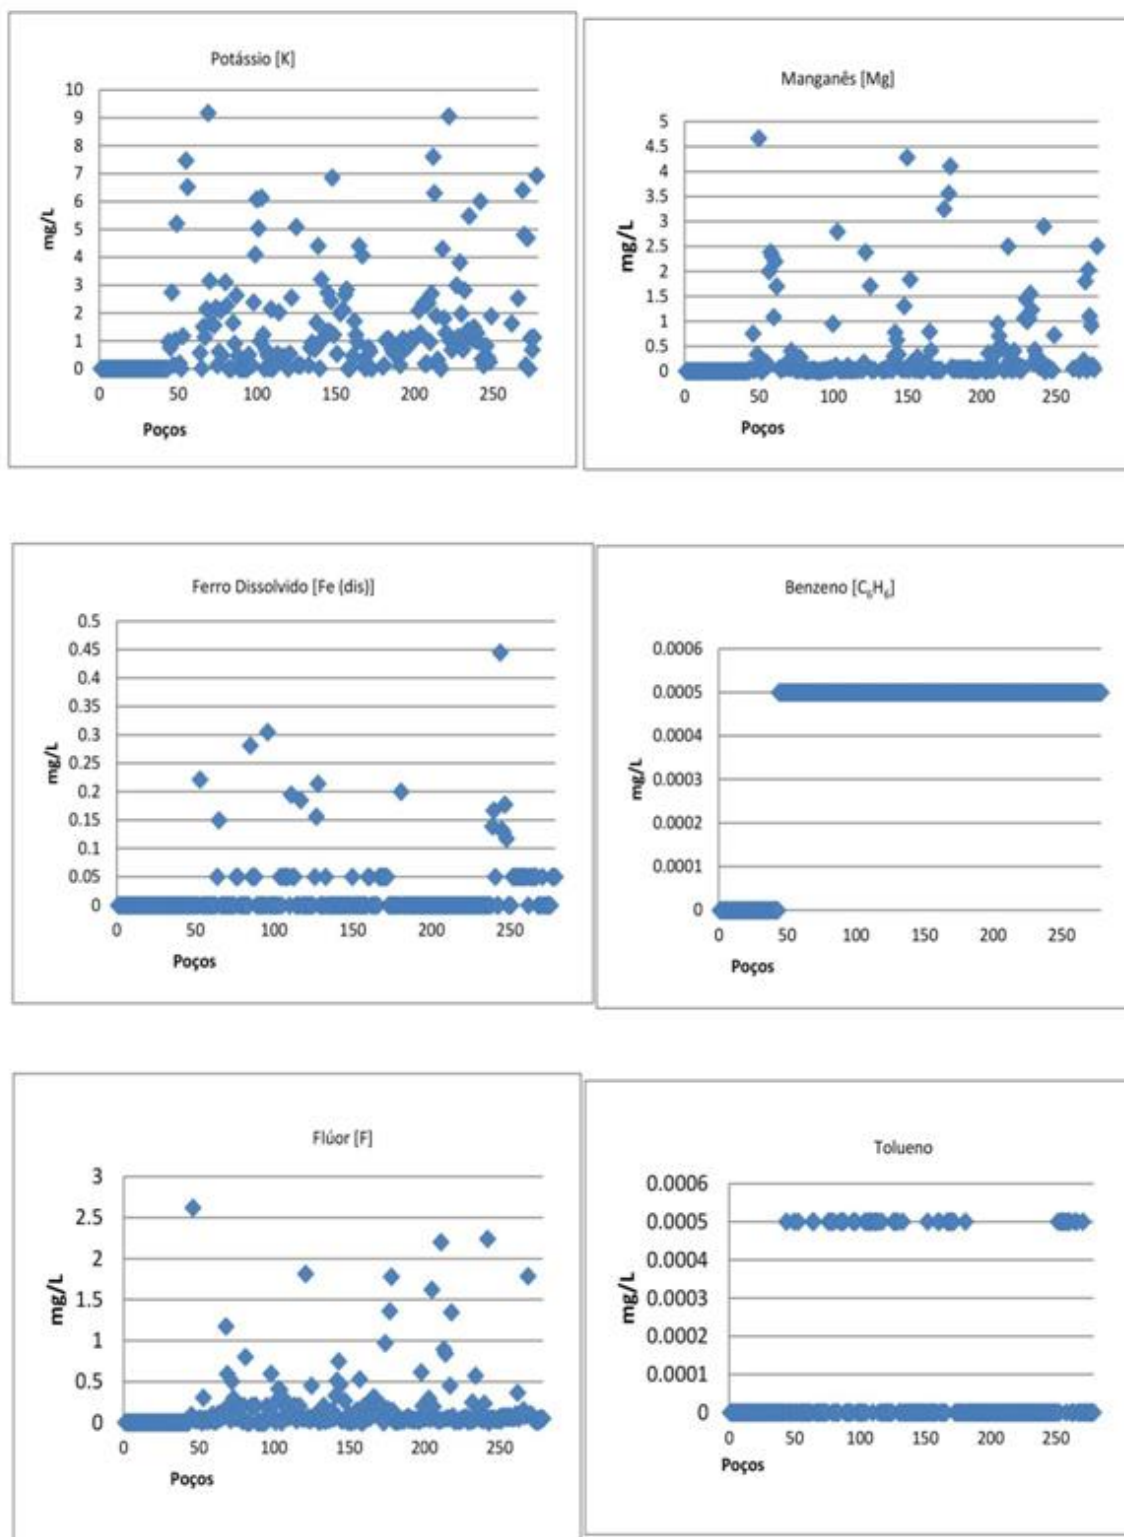 Potássio [K]
10
9
8
7
6
5
4
3
2
1
0
mg/L
0 50 100 150 200 250
Poços
Manganês [Mg]
5
4.5
4
3.5
3
2.5
2
1.5
1
0.5
0
mg/L
0 50 100 150 200 250
Poços
Ferro Dissolvido [Fe (dis)]
0.5
0.45
0.4
0.35
0.3
0.25
0.2
0.15
0.1
0.05
0
mg/L
0 50 100 150 200 250
Poços
Benzeno [C₆H₆]
0.0006
0.0005
0.0004
0.0003
0.0002
0.0001
0
mg/L
0 50 100 150 200 250
Poços
Flúor [F]
3
2.5
2
1.5
1
0.5
0
mg/L
0 50 100 150 200 250
Poços
Tolueno
0.0006
0.0005
0.0004
0.0003
0.0002
0.0001
0
mg/L
0 50 100 150 200 250
Poços